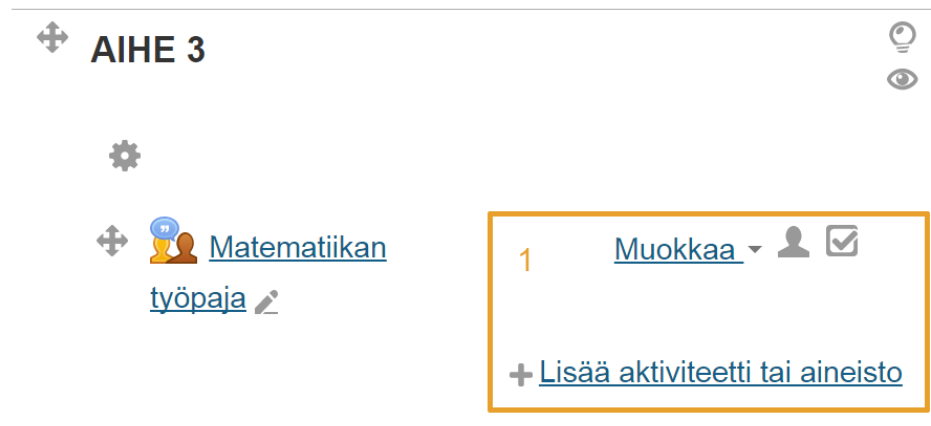 AIHE 3
Matematiikan
työpaja
1
Muokkaa
Lisää aktiviteetti tai aineisto